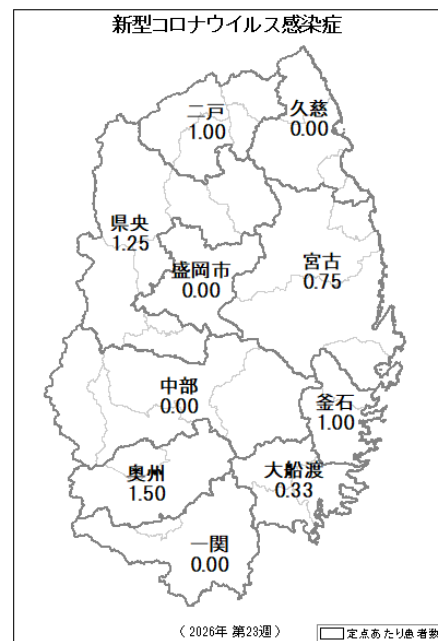 新型コロナウイルス感染症
二戸
1.00
久慈
0.00
県央
1.25
盛岡市
0.00
宮古
0.75
中部
0.00
釜石
1.00
奥州
1.50
大船渡
0.33
一関
0.00
（2026年 第23週）
定点あたり患者数